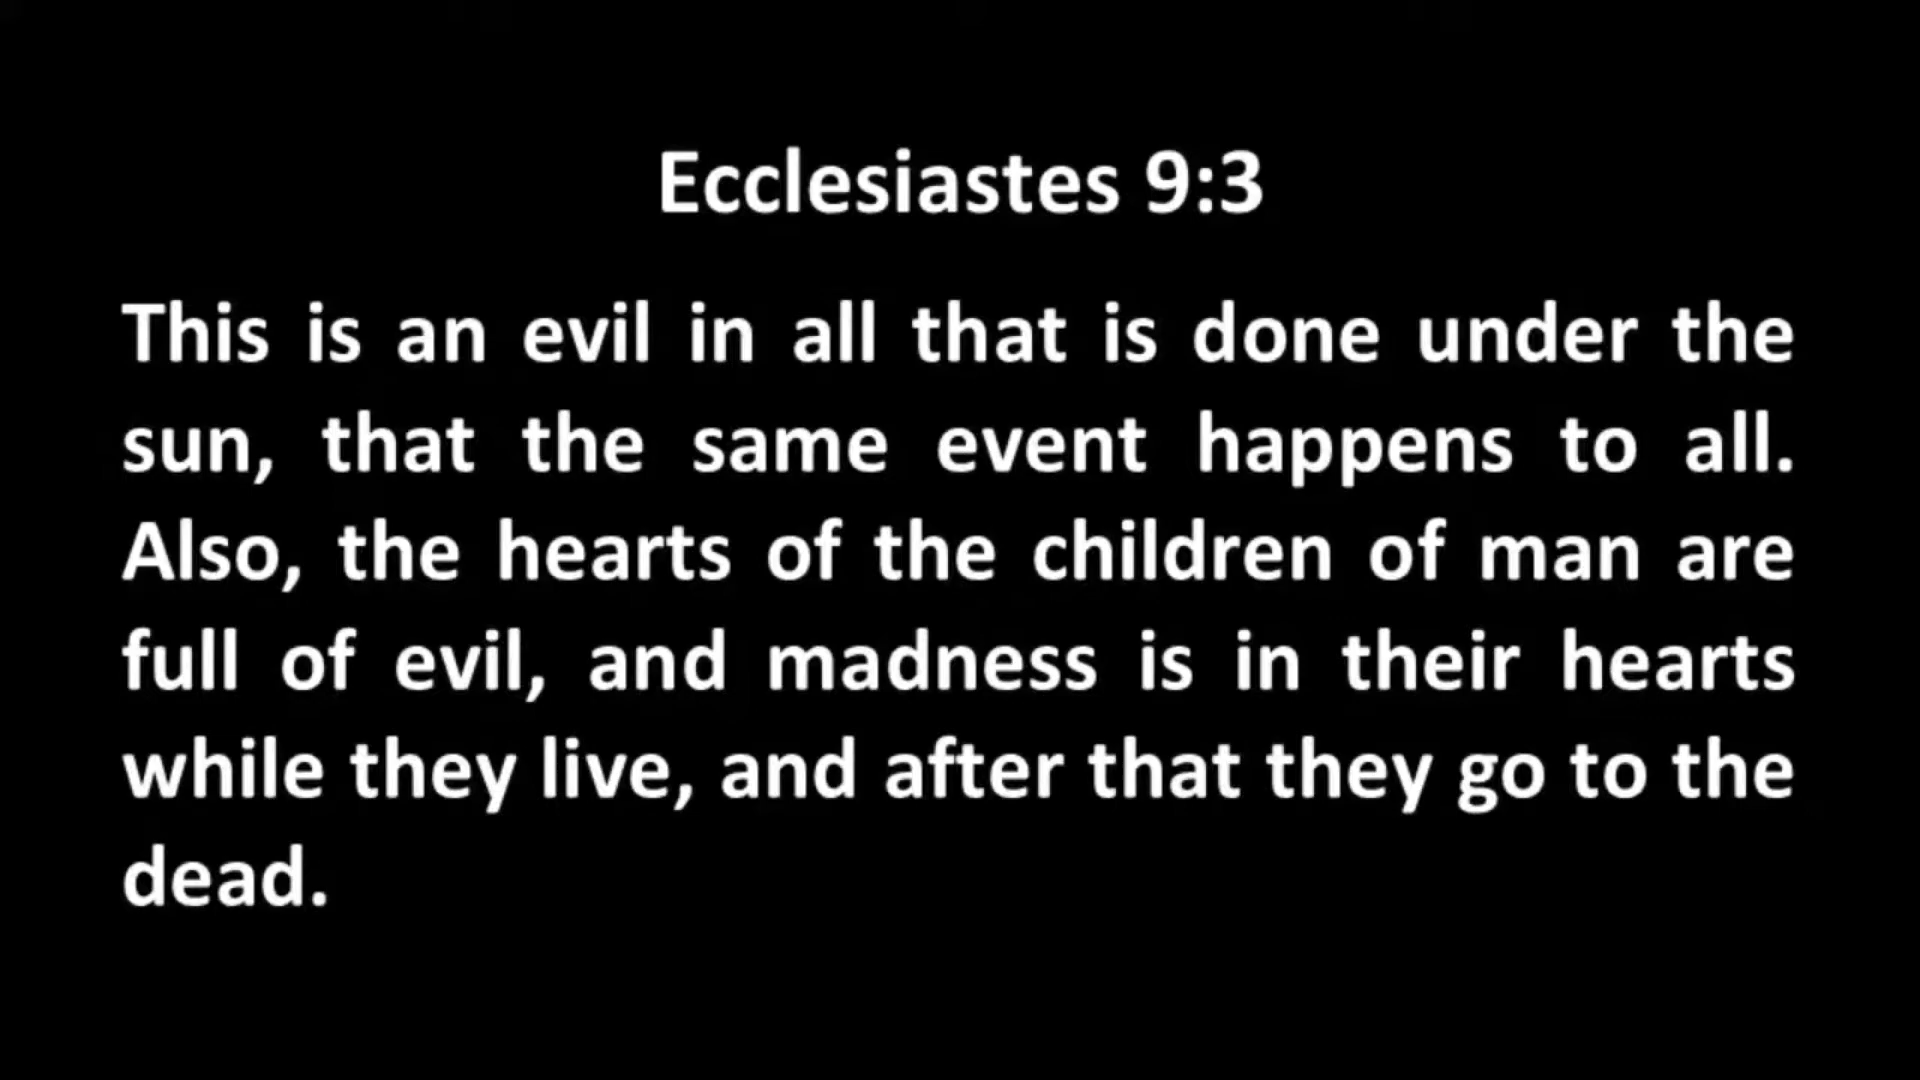 Ecclesiastes 9:3
This is an evil in all that is done under the
sun, that the same event happens to all.
Also, the hearts of the children of man are
full of evil, and madness is in their hearts
while they live, and after that they go to the
dead.